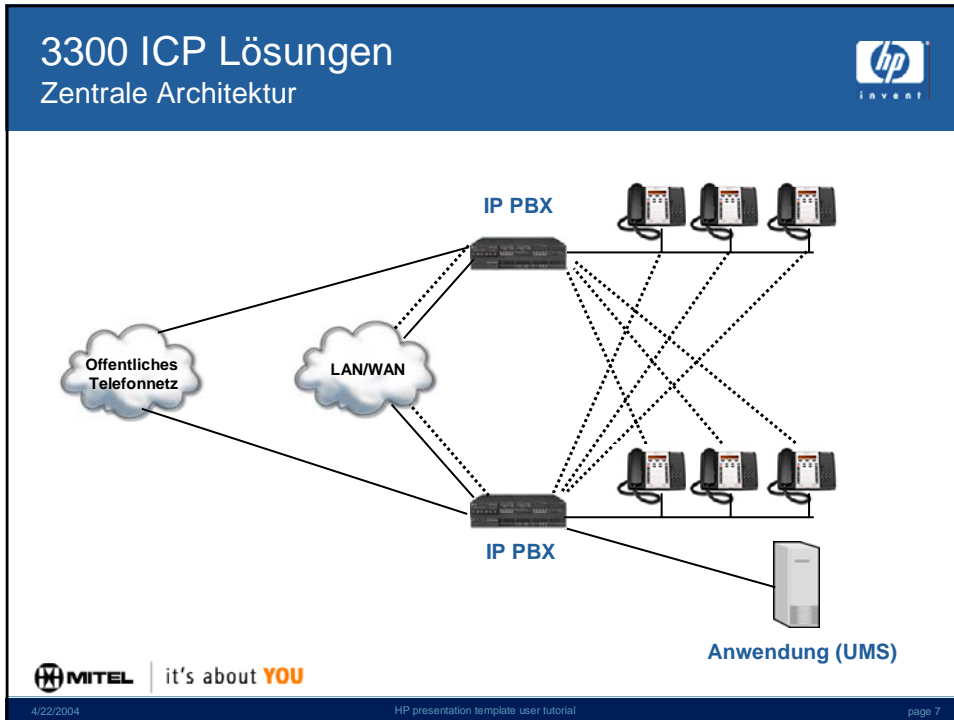 3300 ICP Lösungen
Zentrale Architektur
hp
invent
IP PBX
Offentliches
Telefonnetz
LAN/WAN
IP PBX
Anwendung (UMS)
MITEL it's about YOU
4/22/2004 HP presentation template user tutorial page 7